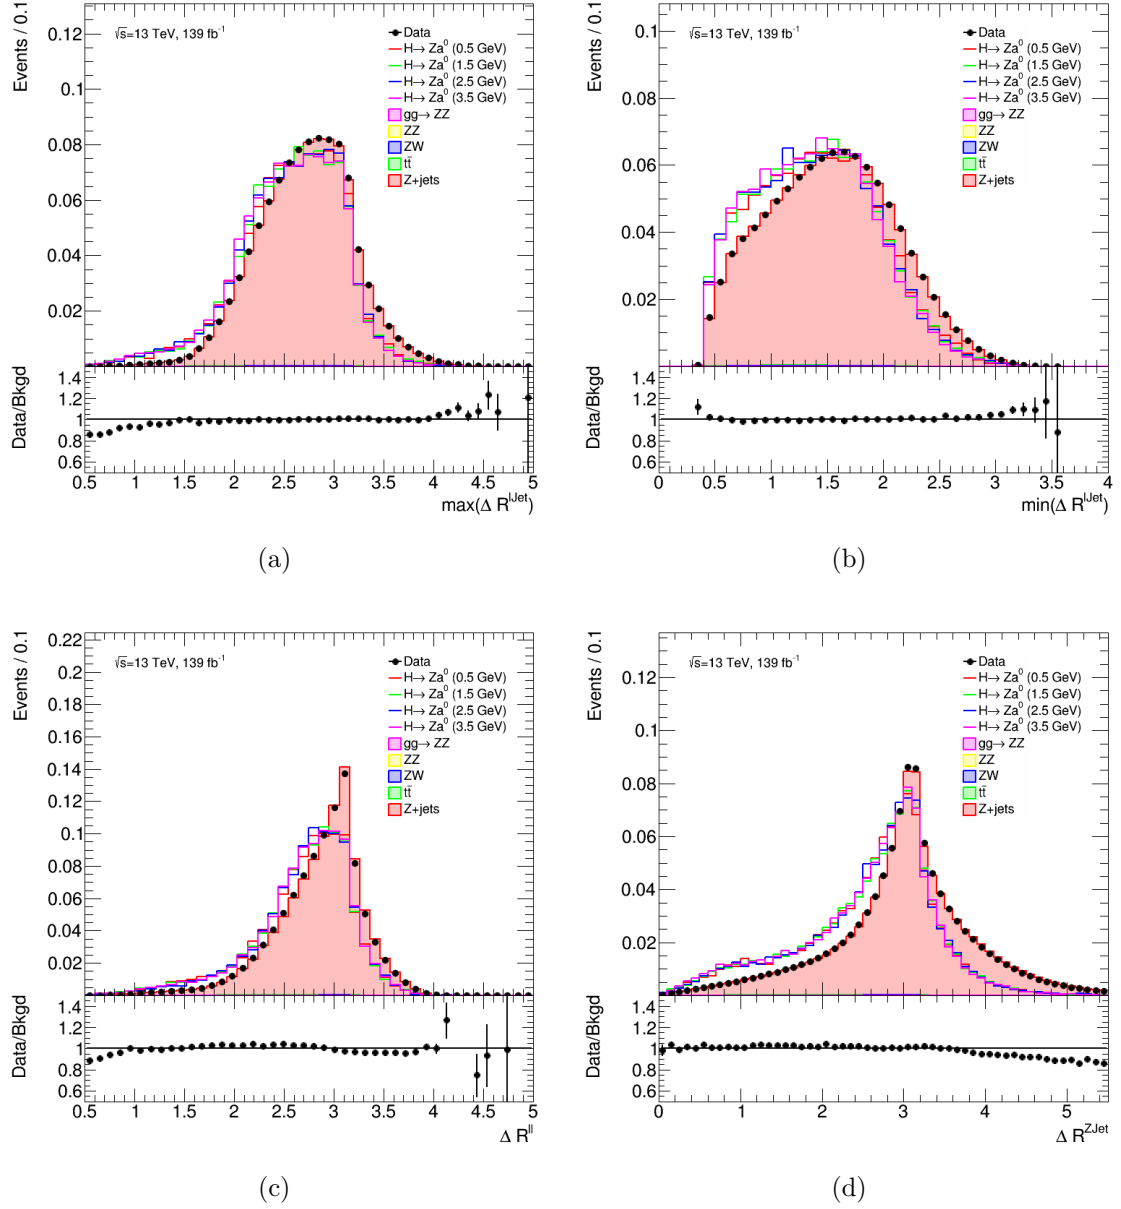 Events / 0.1
√s=13 TeV, 139 fb⁻¹
Data
H→ Za⁰ (0.5 GeV)
H→ Za⁰ (1.5 GeV)
H→ Za⁰ (2.5 GeV)
H→ Za⁰ (3.5 GeV)
gg→ ZZ
ZZ
ZW
tt̄
Z+jets
0.12
0.1
0.08
0.06
0.04
0.02
Data/Bkgd
1.4
1.2
1
0.8
0.6
0.5 1 1.5 2 2.5 3 3.5 4 4.5 5
max(Δ R^lJet)
(a)
Events / 0.1
√s=13 TeV, 139 fb⁻¹
Data
H→ Za⁰ (0.5 GeV)
H→ Za⁰ (1.5 GeV)
H→ Za⁰ (2.5 GeV)
H→ Za⁰ (3.5 GeV)
gg→ ZZ
ZZ
ZW
tt̄
Z+jets
0.1
0.08
0.06
0.04
0.02
Data/Bkgd
1.4
1.2
1
0.8
0.6
0 0.5 1 1.5 2 2.5 3 3.5 4
min(Δ R^lJet)
(b)
Events / 0.1
√s=13 TeV, 139 fb⁻¹
Data
H→ Za⁰ (0.5 GeV)
H→ Za⁰ (1.5 GeV)
H→ Za⁰ (2.5 GeV)
H→ Za⁰ (3.5 GeV)
gg→ ZZ
ZZ
ZW
tt̄
Z+jets
0.22
0.2
0.18
0.16
0.14
0.12
0.1
0.08
0.06
0.04
0.02
Data/Bkgd
1.4
1.2
1
0.8
0.6
0.5 1 1.5 2 2.5 3 3.5 4 4.5 5
Δ R^ll
(c)
Events / 0.1
√s=13 TeV, 139 fb⁻¹
Data
H→ Za⁰ (0.5 GeV)
H→ Za⁰ (1.5 GeV)
H→ Za⁰ (2.5 GeV)
H→ Za⁰ (3.5 GeV)
gg→ ZZ
ZZ
ZW
tt̄
Z+jets
0.12
0.1
0.08
0.06
0.04
0.02
Data/Bkgd
1.4
1.2
1
0.8
0.6
0 1 2 3 4 5
Δ R^ZJet
(d)